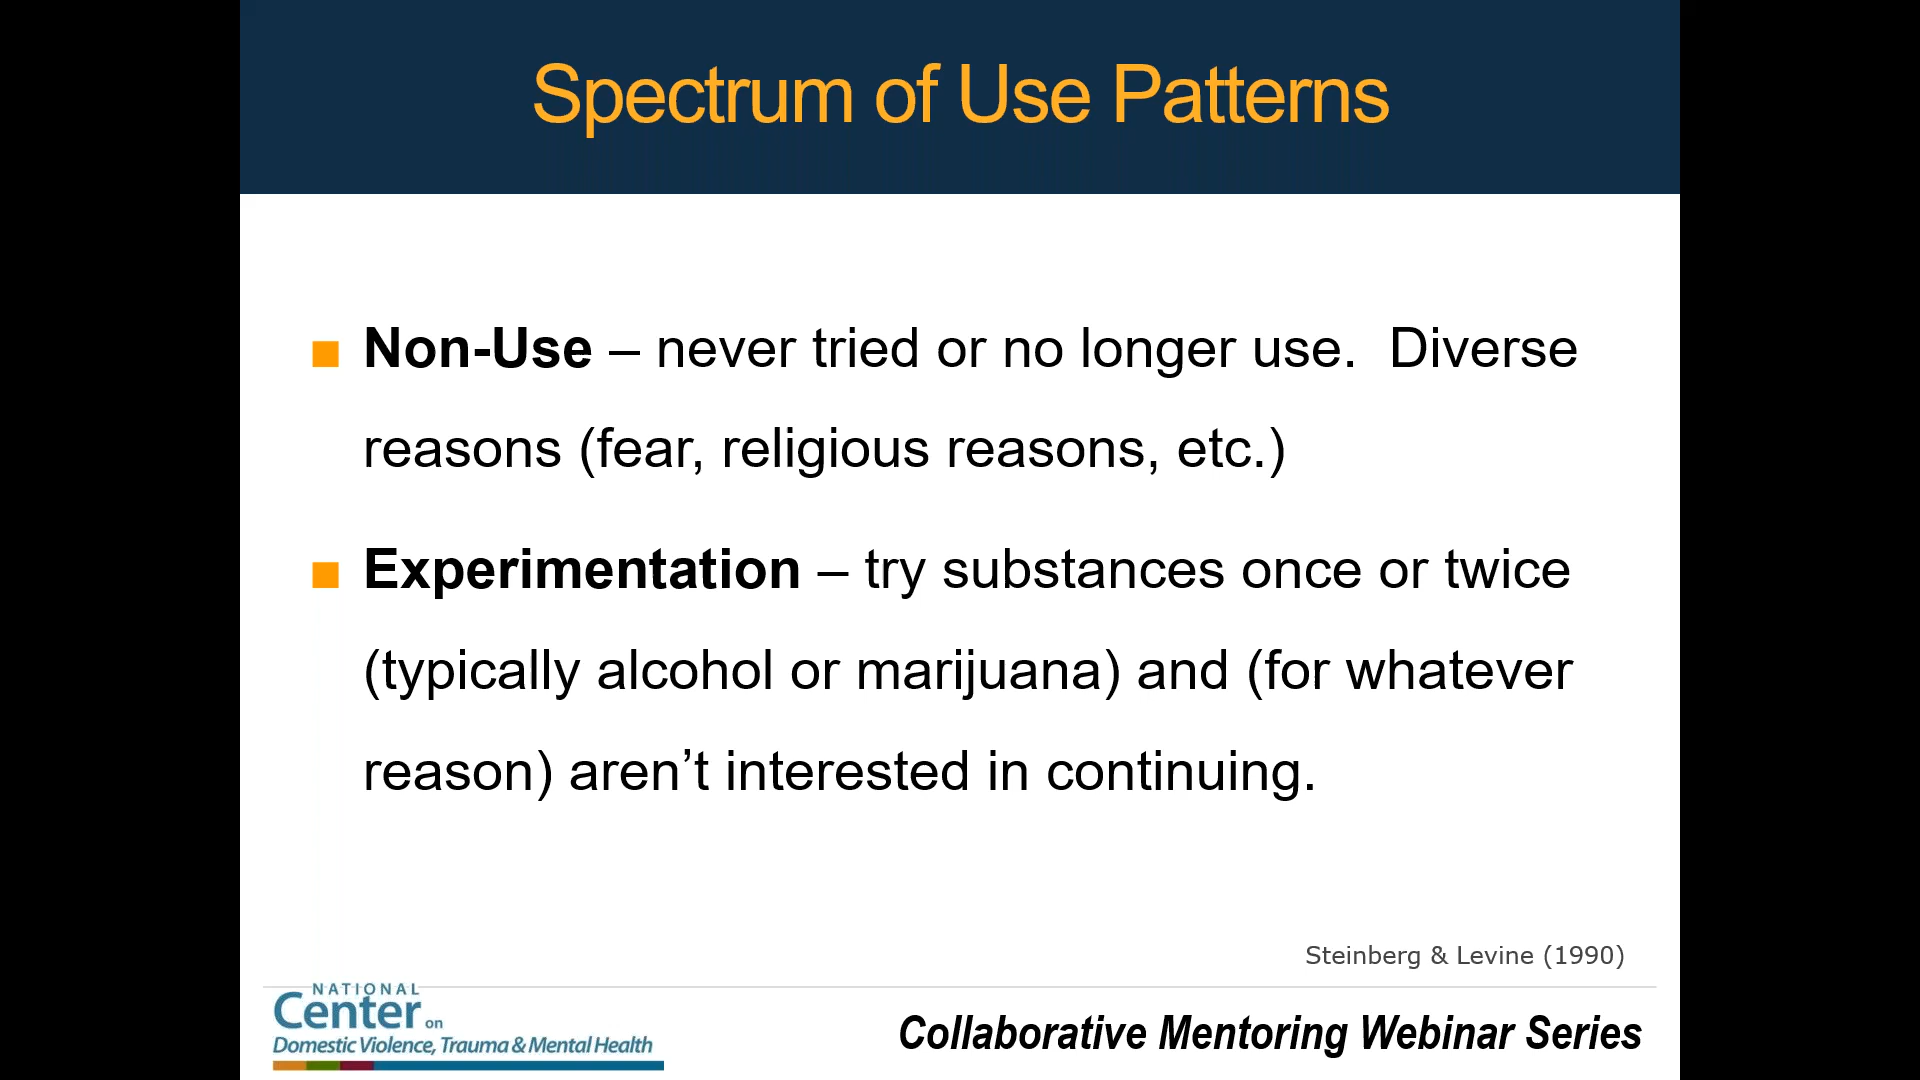 Spectrum of Use Patterns
■ Non-Use – never tried or no longer use.  Diverse
reasons (fear, religious reasons, etc.)
■ Experimentation – try substances once or twice
(typically alcohol or marijuana) and (for whatever
reason) aren’t interested in continuing.
Steinberg & Levine (1990)
NATIONAL
Center on
Domestic Violence, Trauma & Mental Health
Collaborative Mentoring Webinar Series